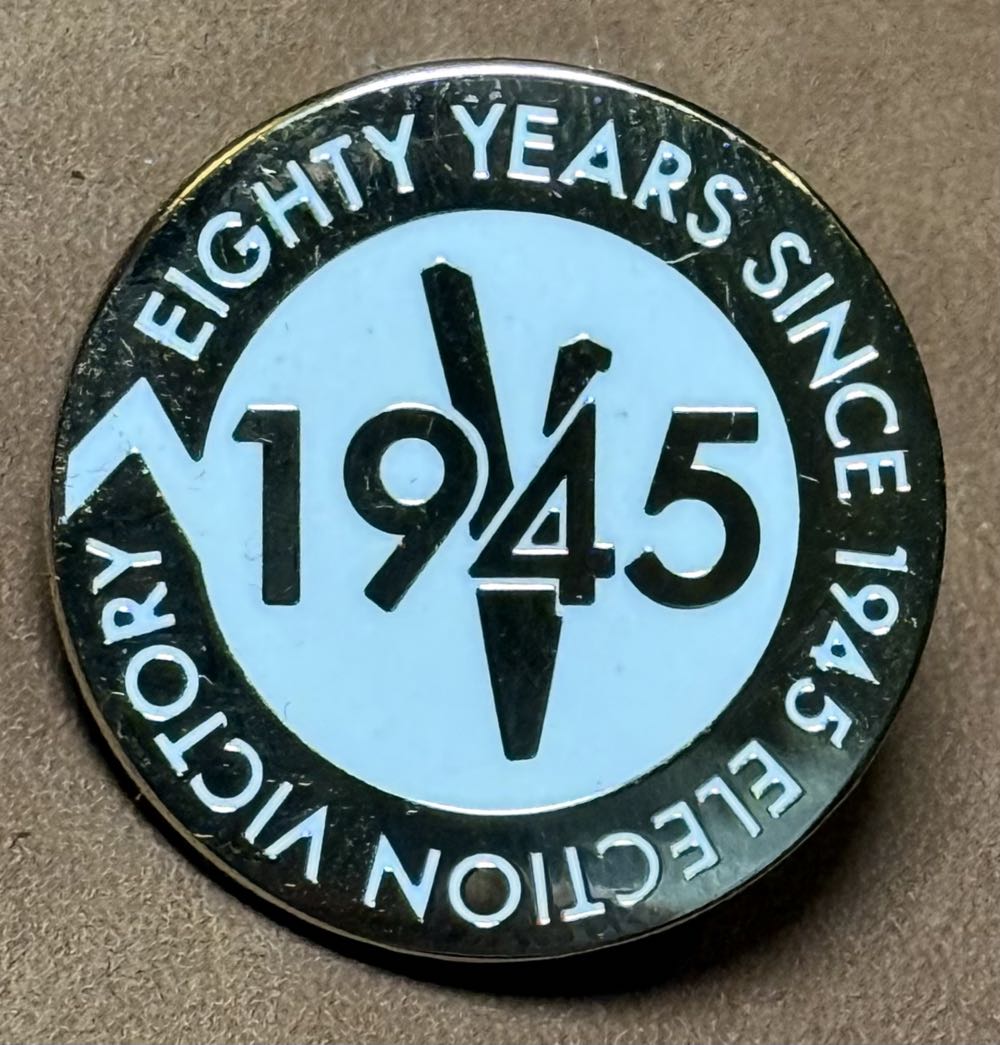 EIGHTY YEARS SINCE 1945 ELECTION VICTORY
1945